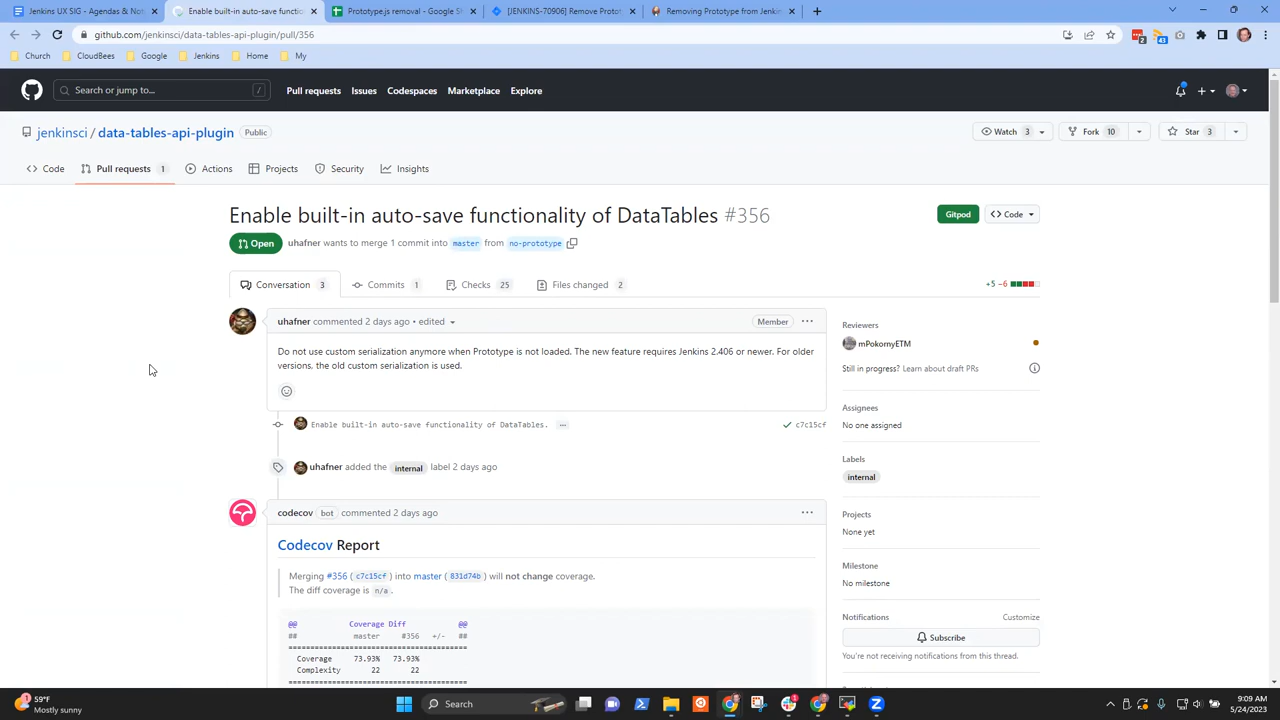 Jenkins UX SIG - Agendas & Notes
Enable built-in auto-save functio
Prototype.js removal - Google Sh
[JENKINS-70906] Remove Protot
Removing Prototype from Jenkins
github.com/jenkinsci/data-tables-api-plugin/pull/356
2
43
Church
CloudBees
Google
Jenkins
Home
My
Search or jump to...
/
Pull requests
Issues
Codespaces
Marketplace
Explore
jenkinsci / data-tables-api-plugin
Public
Watch 3
Fork 10
Star 3
Code
Pull requests 1
Actions
Projects
Security
Insights
Enable built-in auto-save functionality of DataTables #356
Gitpod
Code
Open
uhafner wants to merge 1 commit into master from no-prototype
Conversation 3
Commits 1
Checks 25
Files changed 2
+5 −6
uhafner commented 2 days ago • edited
Member
Do not use custom serialization anymore when Prototype is not loaded. The new feature requires Jenkins 2.406 or newer. For older
versions, the old custom serialization is used.
Enable built-in auto-save functionality of DataTables.
c7c15cf
uhafner added the internal label 2 days ago
codecov bot commented 2 days ago
Codecov Report
Merging #356 (c7c15cf) into master (831d74b) will not change coverage.
The diff coverage is n/a.
@@ Coverage Diff @@
## master #356 +/- ##
=========================================
Coverage 73.93% 73.93%
Complexity 22 22
=========================================
Reviewers
mPokornyETM
Still in progress? Learn about draft PRs
Assignees
No one assigned
Labels
internal
Projects
None yet
Milestone
No milestone
Notifications
Customize
Subscribe
You're not receiving notifications from this thread.
59°F
Mostly sunny
Search
9:09 AM
5/24/2023